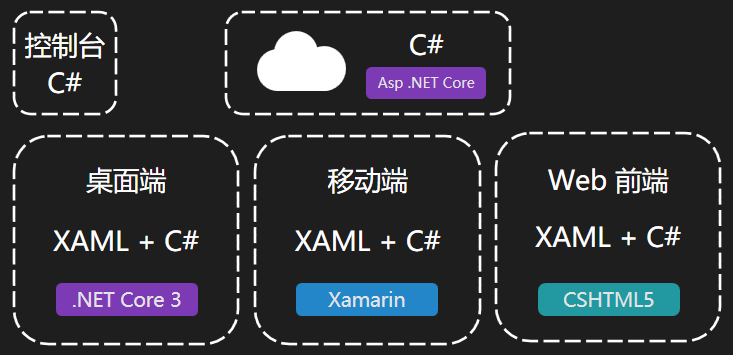 控制台
C#
C#
Asp .NET Core
桌面端
XAML + C#
.NET Core 3
移动端
XAML + C#
Xamarin
Web 前端
XAML + C#
CSHTML5